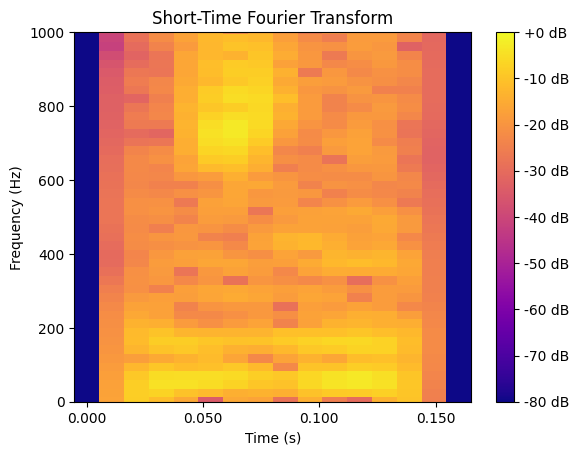 Short-Time Fourier Transform
Frequency (Hz)
1000
800
600
400
200
0
0.000
0.050
0.100
0.150
Time (s)
+0 dB
-10 dB
-20 dB
-30 dB
-40 dB
-50 dB
-60 dB
-70 dB
-80 dB